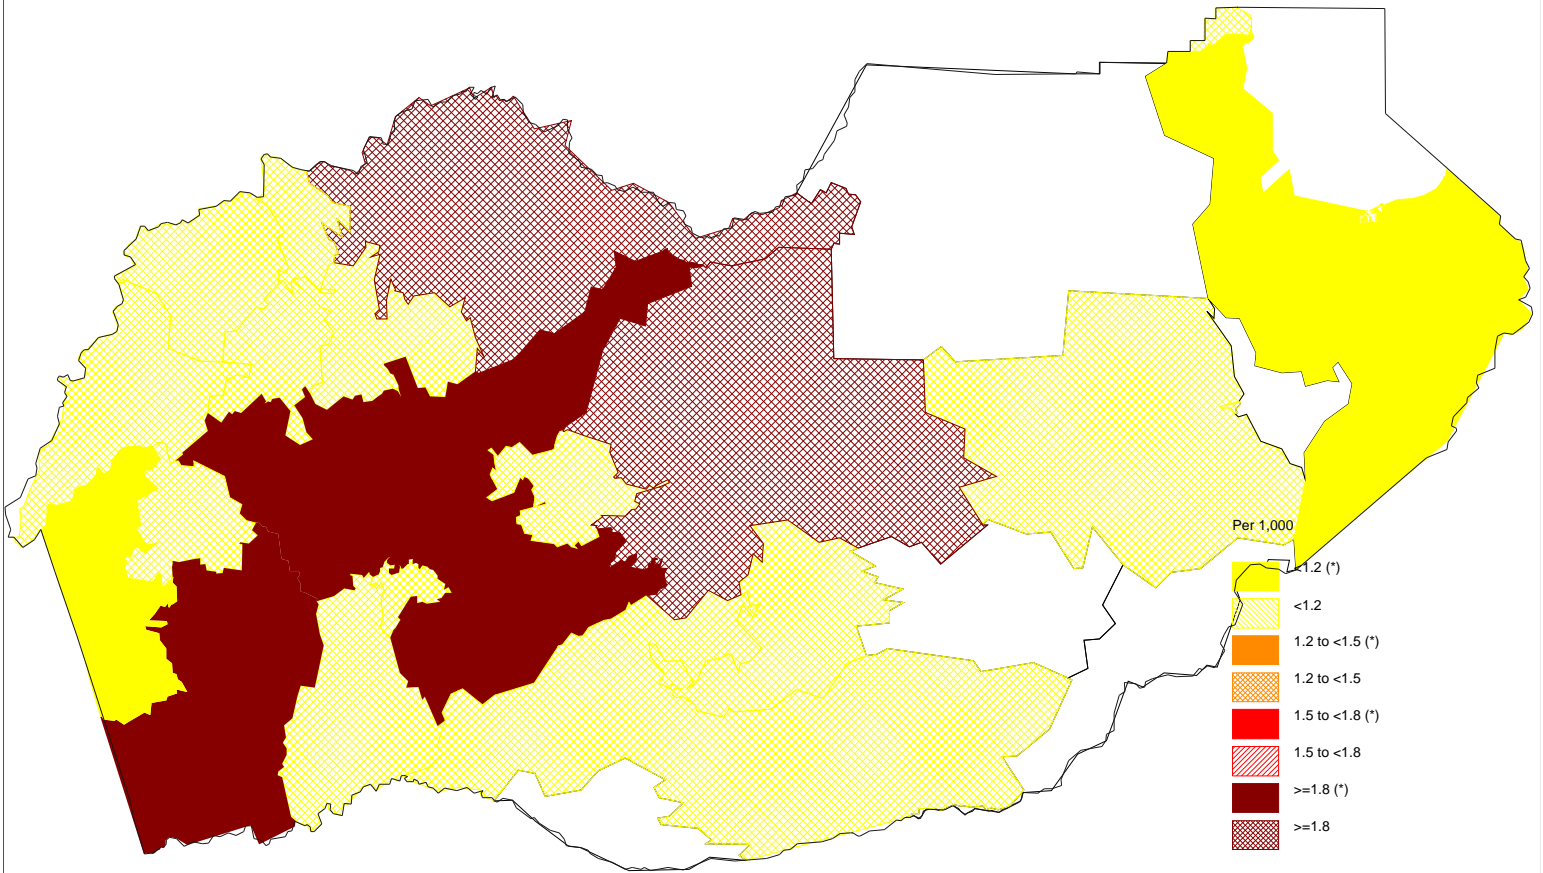 Per 1,000
<1.2 (*)
<1.2
1.2 to <1.5 (*)
1.2 to <1.5
1.5 to <1.8 (*)
1.5 to <1.8
>=1.8 (*)
>=1.8